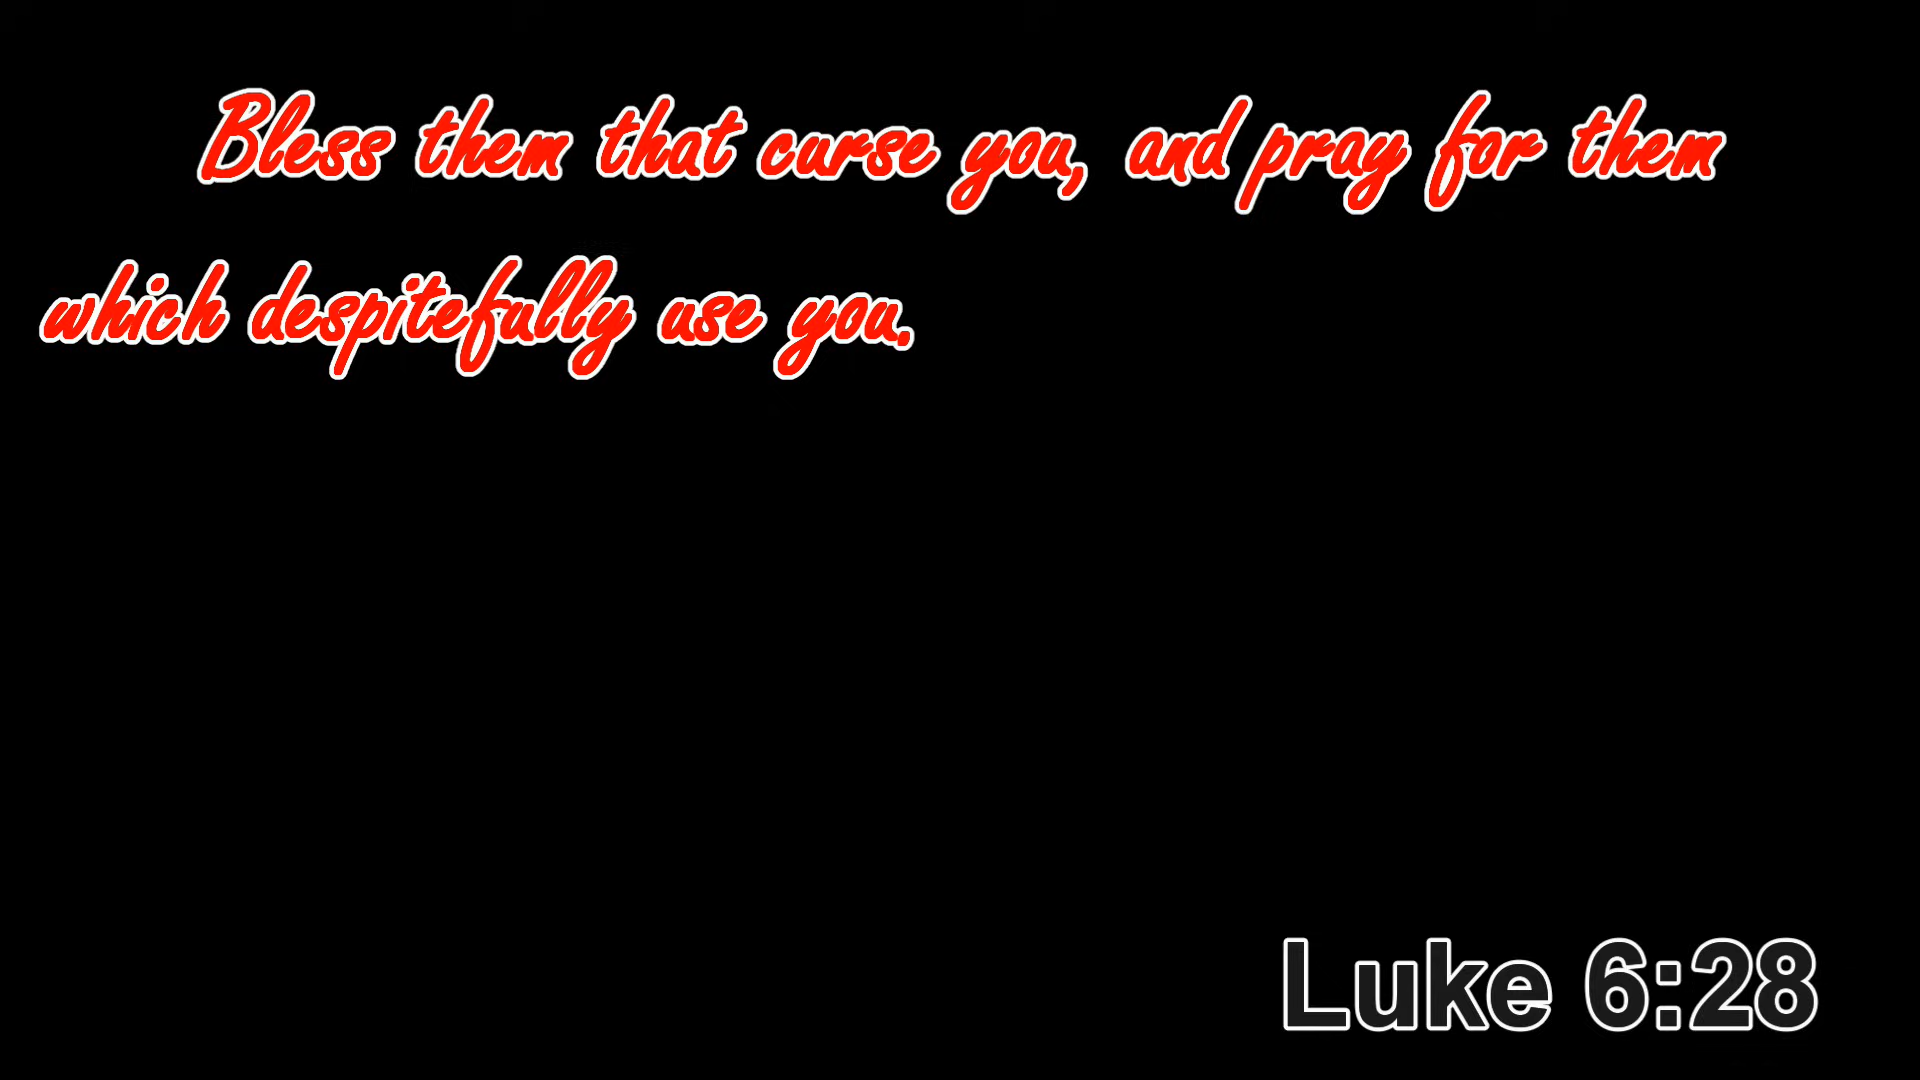 Bless them that curse you, and pray for them
which despitefully use you.
Luke 6:28